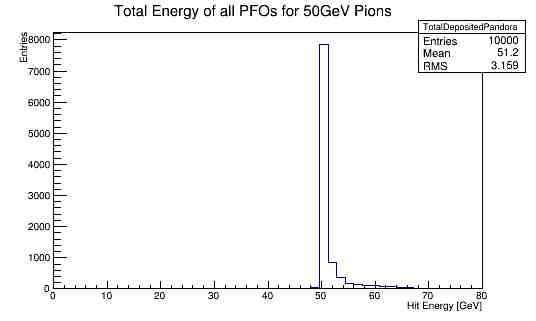 Total Energy of all PFOs for 50GeV Pions
TotalDepositedPandora
Entries 10000
Mean 51.2
RMS 3.159
Entries
8000
7000
6000
5000
4000
3000
2000
1000
0
0 10 20 30 40 50 60 70 80
Hit Energy [GeV]